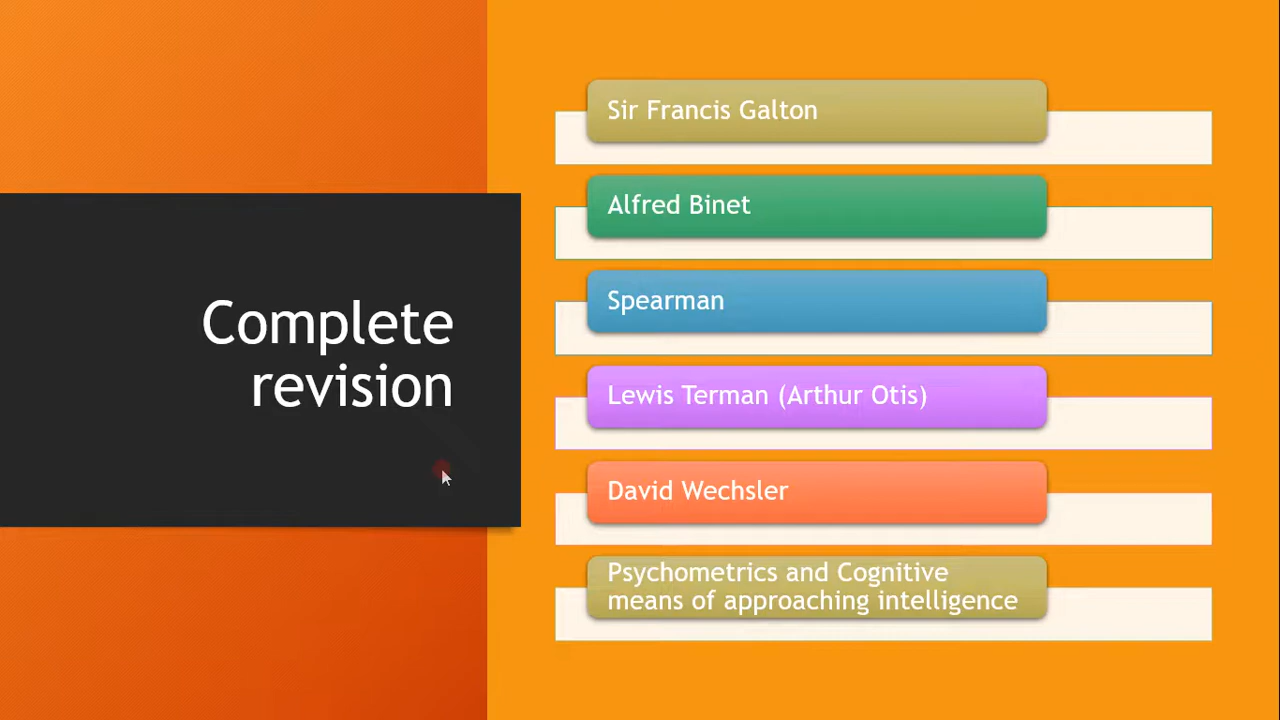 Complete
revision
Sir Francis Galton
Alfred Binet
Spearman
Lewis Terman (Arthur Otis)
David Wechsler
Psychometrics and Cognitive
means of approaching intelligence